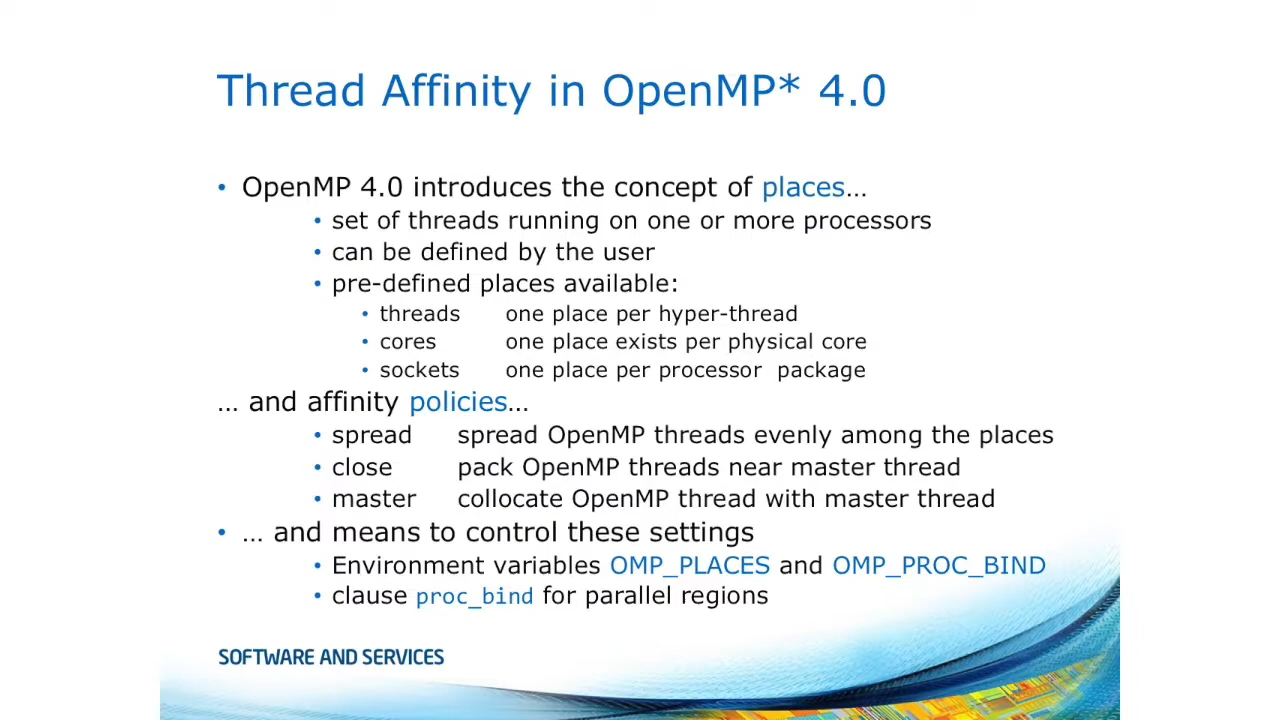 Thread Affinity in OpenMP* 4.0
• OpenMP 4.0 introduces the concept of places…
• set of threads running on one or more processors
• can be defined by the user
• pre-defined places available:
• threads one place per hyper-thread
• cores one place exists per physical core
• sockets one place per processor package
… and affinity policies…
• spread spread OpenMP threads evenly among the places
• close pack OpenMP threads near master thread
• master collocate OpenMP thread with master thread
• … and means to control these settings
• Environment variables OMP_PLACES and OMP_PROC_BIND
• clause proc_bind for parallel regions
SOFTWARE AND SERVICES